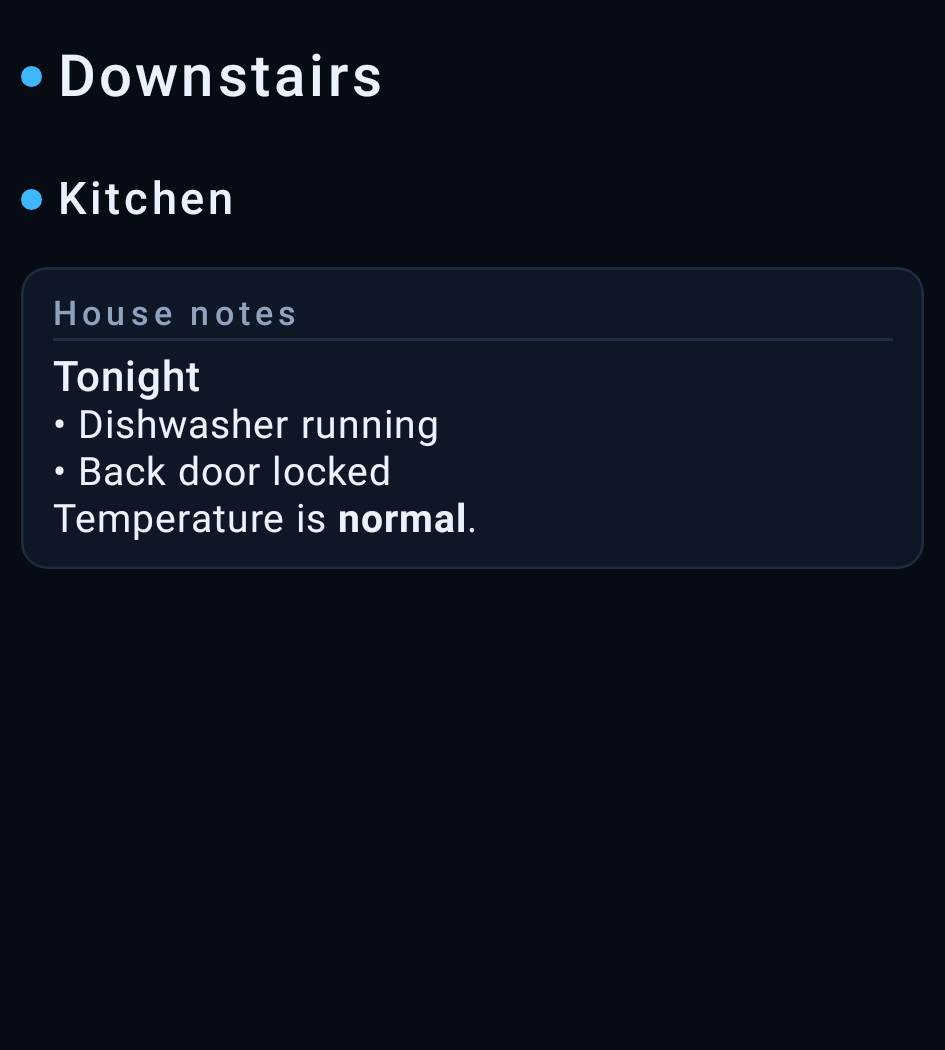 Downstairs
Kitchen
House notes
Tonight
• Dishwasher running
• Back door locked
Temperature is normal.